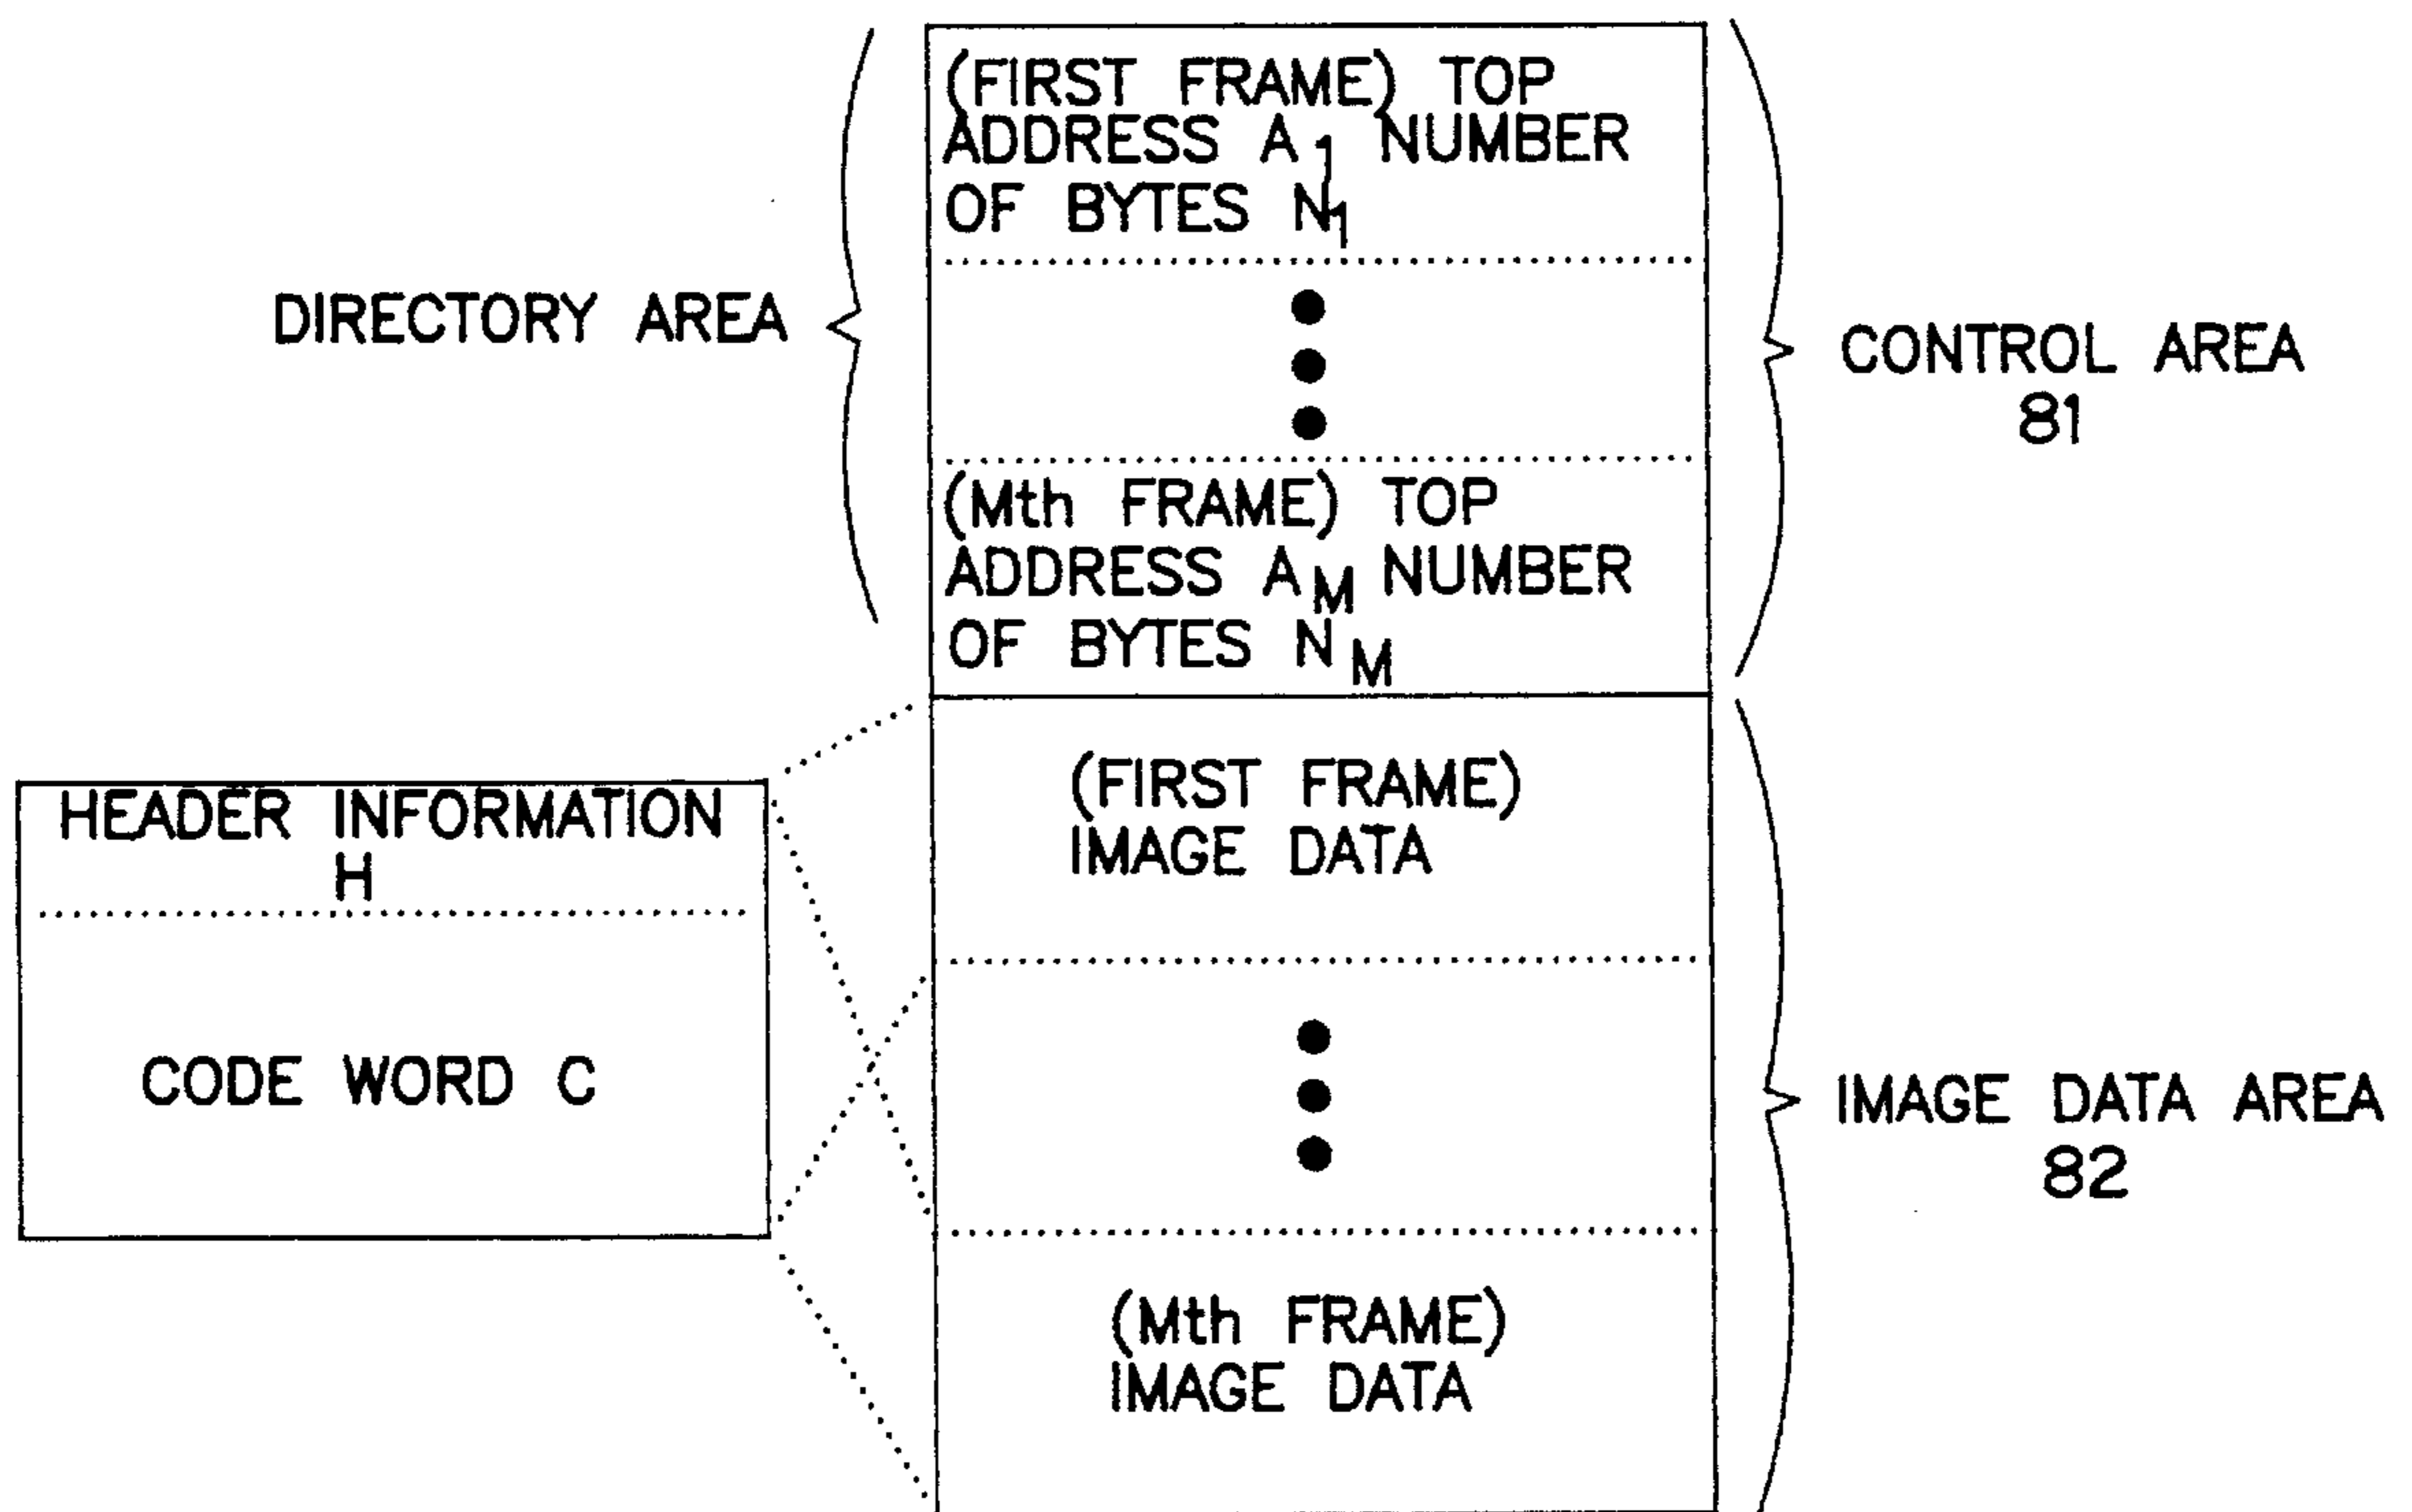 (FIRST FRAME) TOP
ADDRESS A1 NUMBER
OF BYTES N1
DIRECTORY AREA
CONTROL AREA
81
(Mth FRAME) TOP
ADDRESS AM NUMBER
OF BYTES NM
HEADER INFORMATION
H
CODE WORD C
(FIRST FRAME)
IMAGE DATA
IMAGE DATA AREA
82
(Mth FRAME)
IMAGE DATA